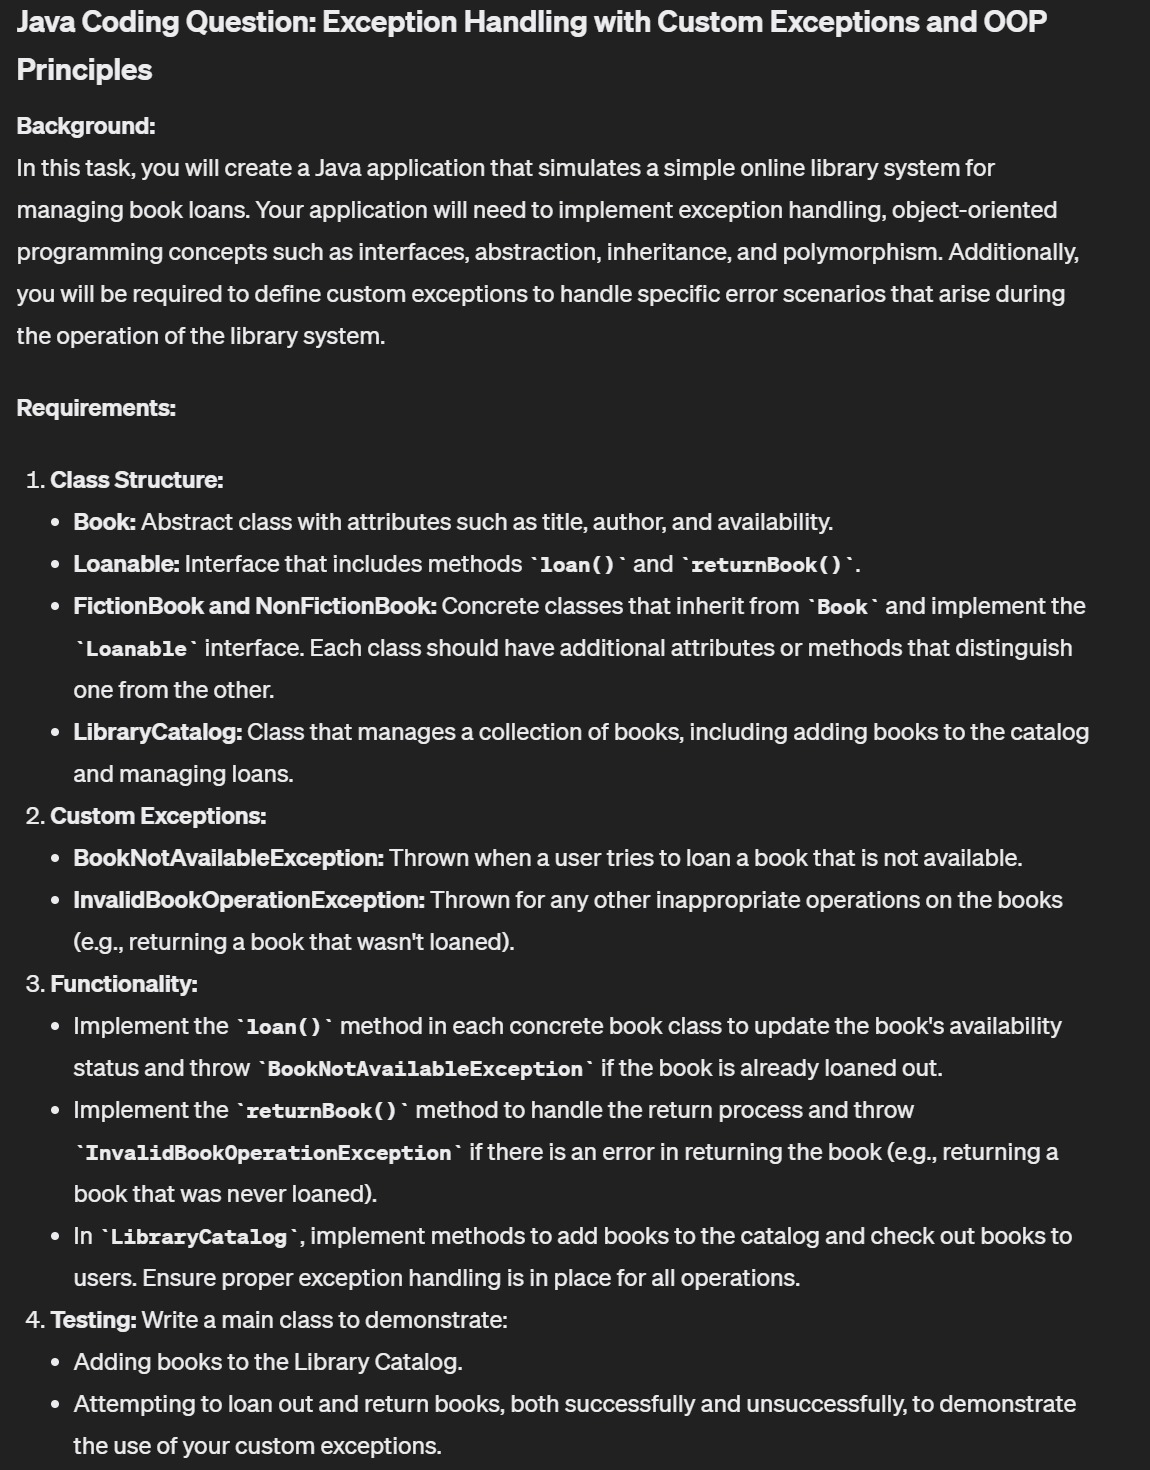 Java Coding Question: Exception Handling with Custom Exceptions and OOP
Principles
Background:
In this task, you will create a Java application that simulates a simple online library system for
managing book loans. Your application will need to implement exception handling, object-oriented
programming concepts such as interfaces, abstraction, inheritance, and polymorphism. Additionally,
you will be required to define custom exceptions to handle specific error scenarios that arise during
the operation of the library system.
Requirements:
1. Class Structure:
• Book: Abstract class with attributes such as title, author, and availability.
• Loanable: Interface that includes methods `loan()` and `returnBook()`.
• FictionBook and NonFictionBook: Concrete classes that inherit from `Book` and implement the
`Loanable` interface. Each class should have additional attributes or methods that distinguish
one from the other.
• LibraryCatalog: Class that manages a collection of books, including adding books to the catalog
and managing loans.
2. Custom Exceptions:
• BookNotAvailableException: Thrown when a user tries to loan a book that is not available.
• InvalidBookOperationException: Thrown for any other inappropriate operations on the books
(e.g., returning a book that wasn't loaned).
3. Functionality:
• Implement the `loan()` method in each concrete book class to update the book's availability
status and throw `BookNotAvailableException` if the book is already loaned out.
• Implement the `returnBook()` method to handle the return process and throw
`InvalidBookOperationException` if there is an error in returning the book (e.g., returning a
book that was never loaned).
• In `LibraryCatalog`, implement methods to add books to the catalog and check out books to
users. Ensure proper exception handling is in place for all operations.
4. Testing: Write a main class to demonstrate:
• Adding books to the Library Catalog.
• Attempting to loan out and return books, both successfully and unsuccessfully, to demonstrate
the use of your custom exceptions.